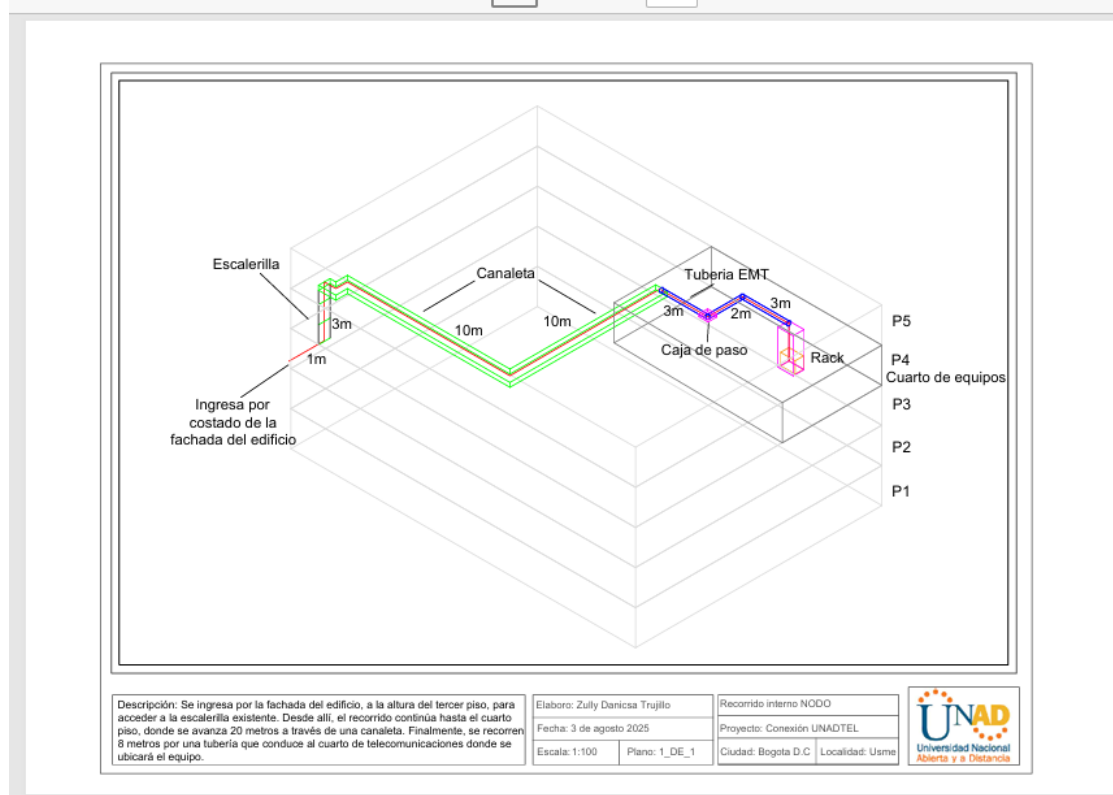 Escalerilla
Canaleta
Tuberia EMT
3m
10m
10m
3m
2m
3m
1m
Caja de paso
Rack
P5
P4
Cuarto de equipos
P3
P2
P1
Ingresa por
costado de la
fachada del edificio
Descripción: Se ingresa por la fachada del edificio, a la altura del tercer piso, para
acceder a la escalerilla existente. Desde allí, el recorrido continúa hasta el cuarto
piso, donde se avanza 20 metros a través de una canaleta. Finalmente, se recorren
8 metros por una tubería que conduce al cuarto de telecomunicaciones donde se
ubicará el equipo.
Elaboro: Zully Danicsa Trujillo
Fecha: 3 de agosto 2025
Escala: 1:100
Plano: 1_DE_1
Recorrido interno NODO
Proyecto: Conexión UNADTEL
Ciudad: Bogota D.C
Localidad: Usme
UNAD
Universidad Nacional
Abierta y a Distancia